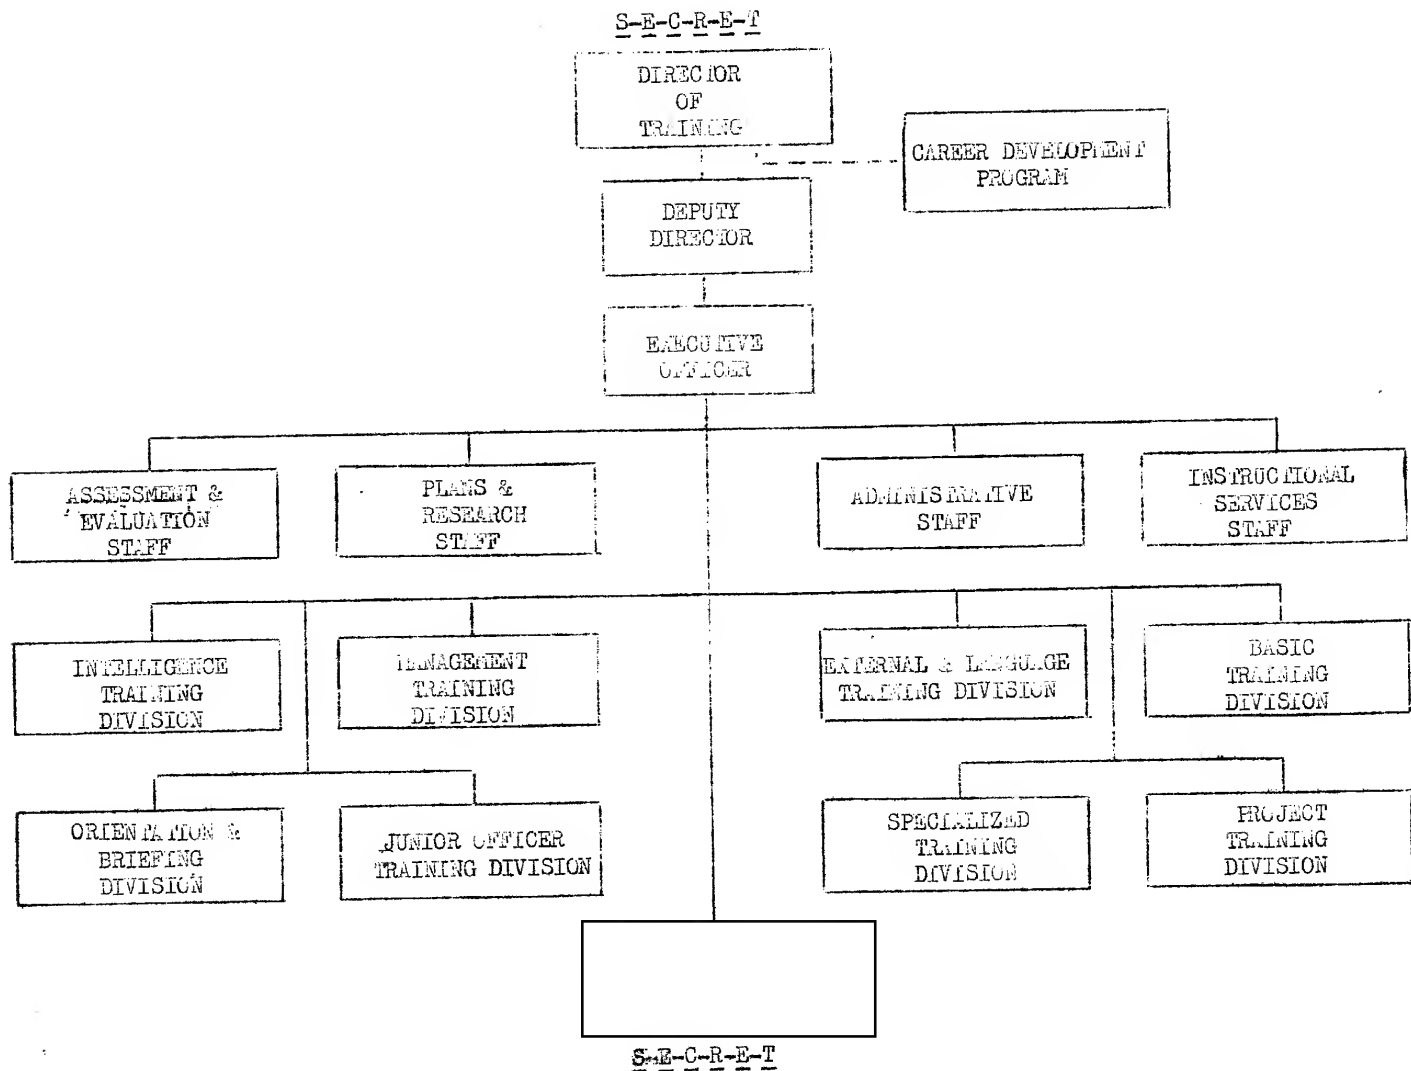 S-E-C-R-E-T
DIRECTOR
OF
TRAINING
CAREER DEVELOPMENT
PROGRAM
DEPUTY
DIRECTOR
EXECUTIVE
OFFICER
ASSESSMENT &
EVALUATION
STAFF
PLANS &
RESEARCH
STAFF
ADMINISTRATIVE
STAFF
INSTRUCTIONAL
SERVICES
STAFF
INTELLIGENCE
TRAINING
DIVISION
MANAGEMENT
TRAINING
DIVISION
EXTERNAL & LANGUAGE
TRAINING DIVISION
BASIC
TRAINING
DIVISION
ORIENTATION &
BRIEFING
DIVISION
JUNIOR OFFICER
TRAINING DIVISION
SPECIALIZED
TRAINING
DIVISION
PROJECT
TRAINING
DIVISION
S-E-C-R-E-T